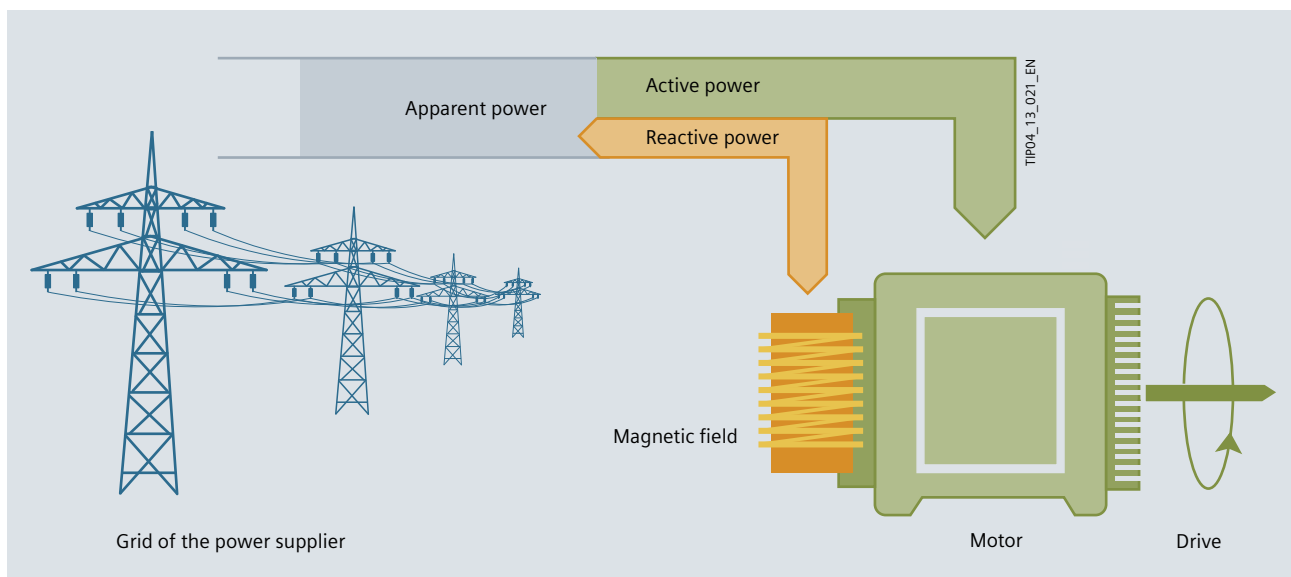 Apparent power
Active power
Reactive power
TIP04_13_021_EN
Magnetic field
Grid of the power supplier
Motor
Drive